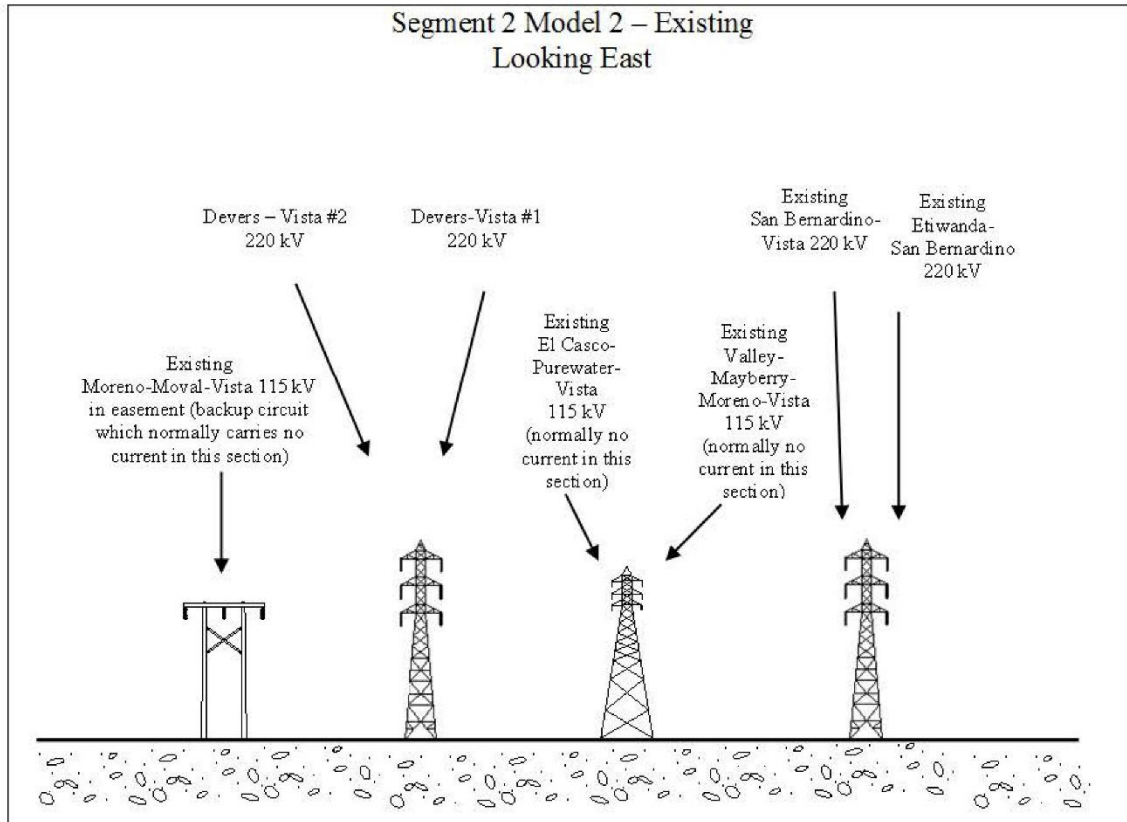 Segment 2 Model 2 – Existing
Looking East
Devers – Vista #2
220 kV
Devers-Vista #1
220 kV
Existing
San Bernardino-
Vista 220 kV
Existing
Etiwanda-
San Bernardino
220 kV
Existing
Moreno-Moval-Vista 115 kV
in easement (backup circuit
which normally carries no
current in this section)
Existing
El Casco-
Purewater-
Vista
115 kV
(normally no
current in this
section)
Existing
Valley-
Mayberry-
Moreno-Vista
115 kV
(normally no
current in this
section)